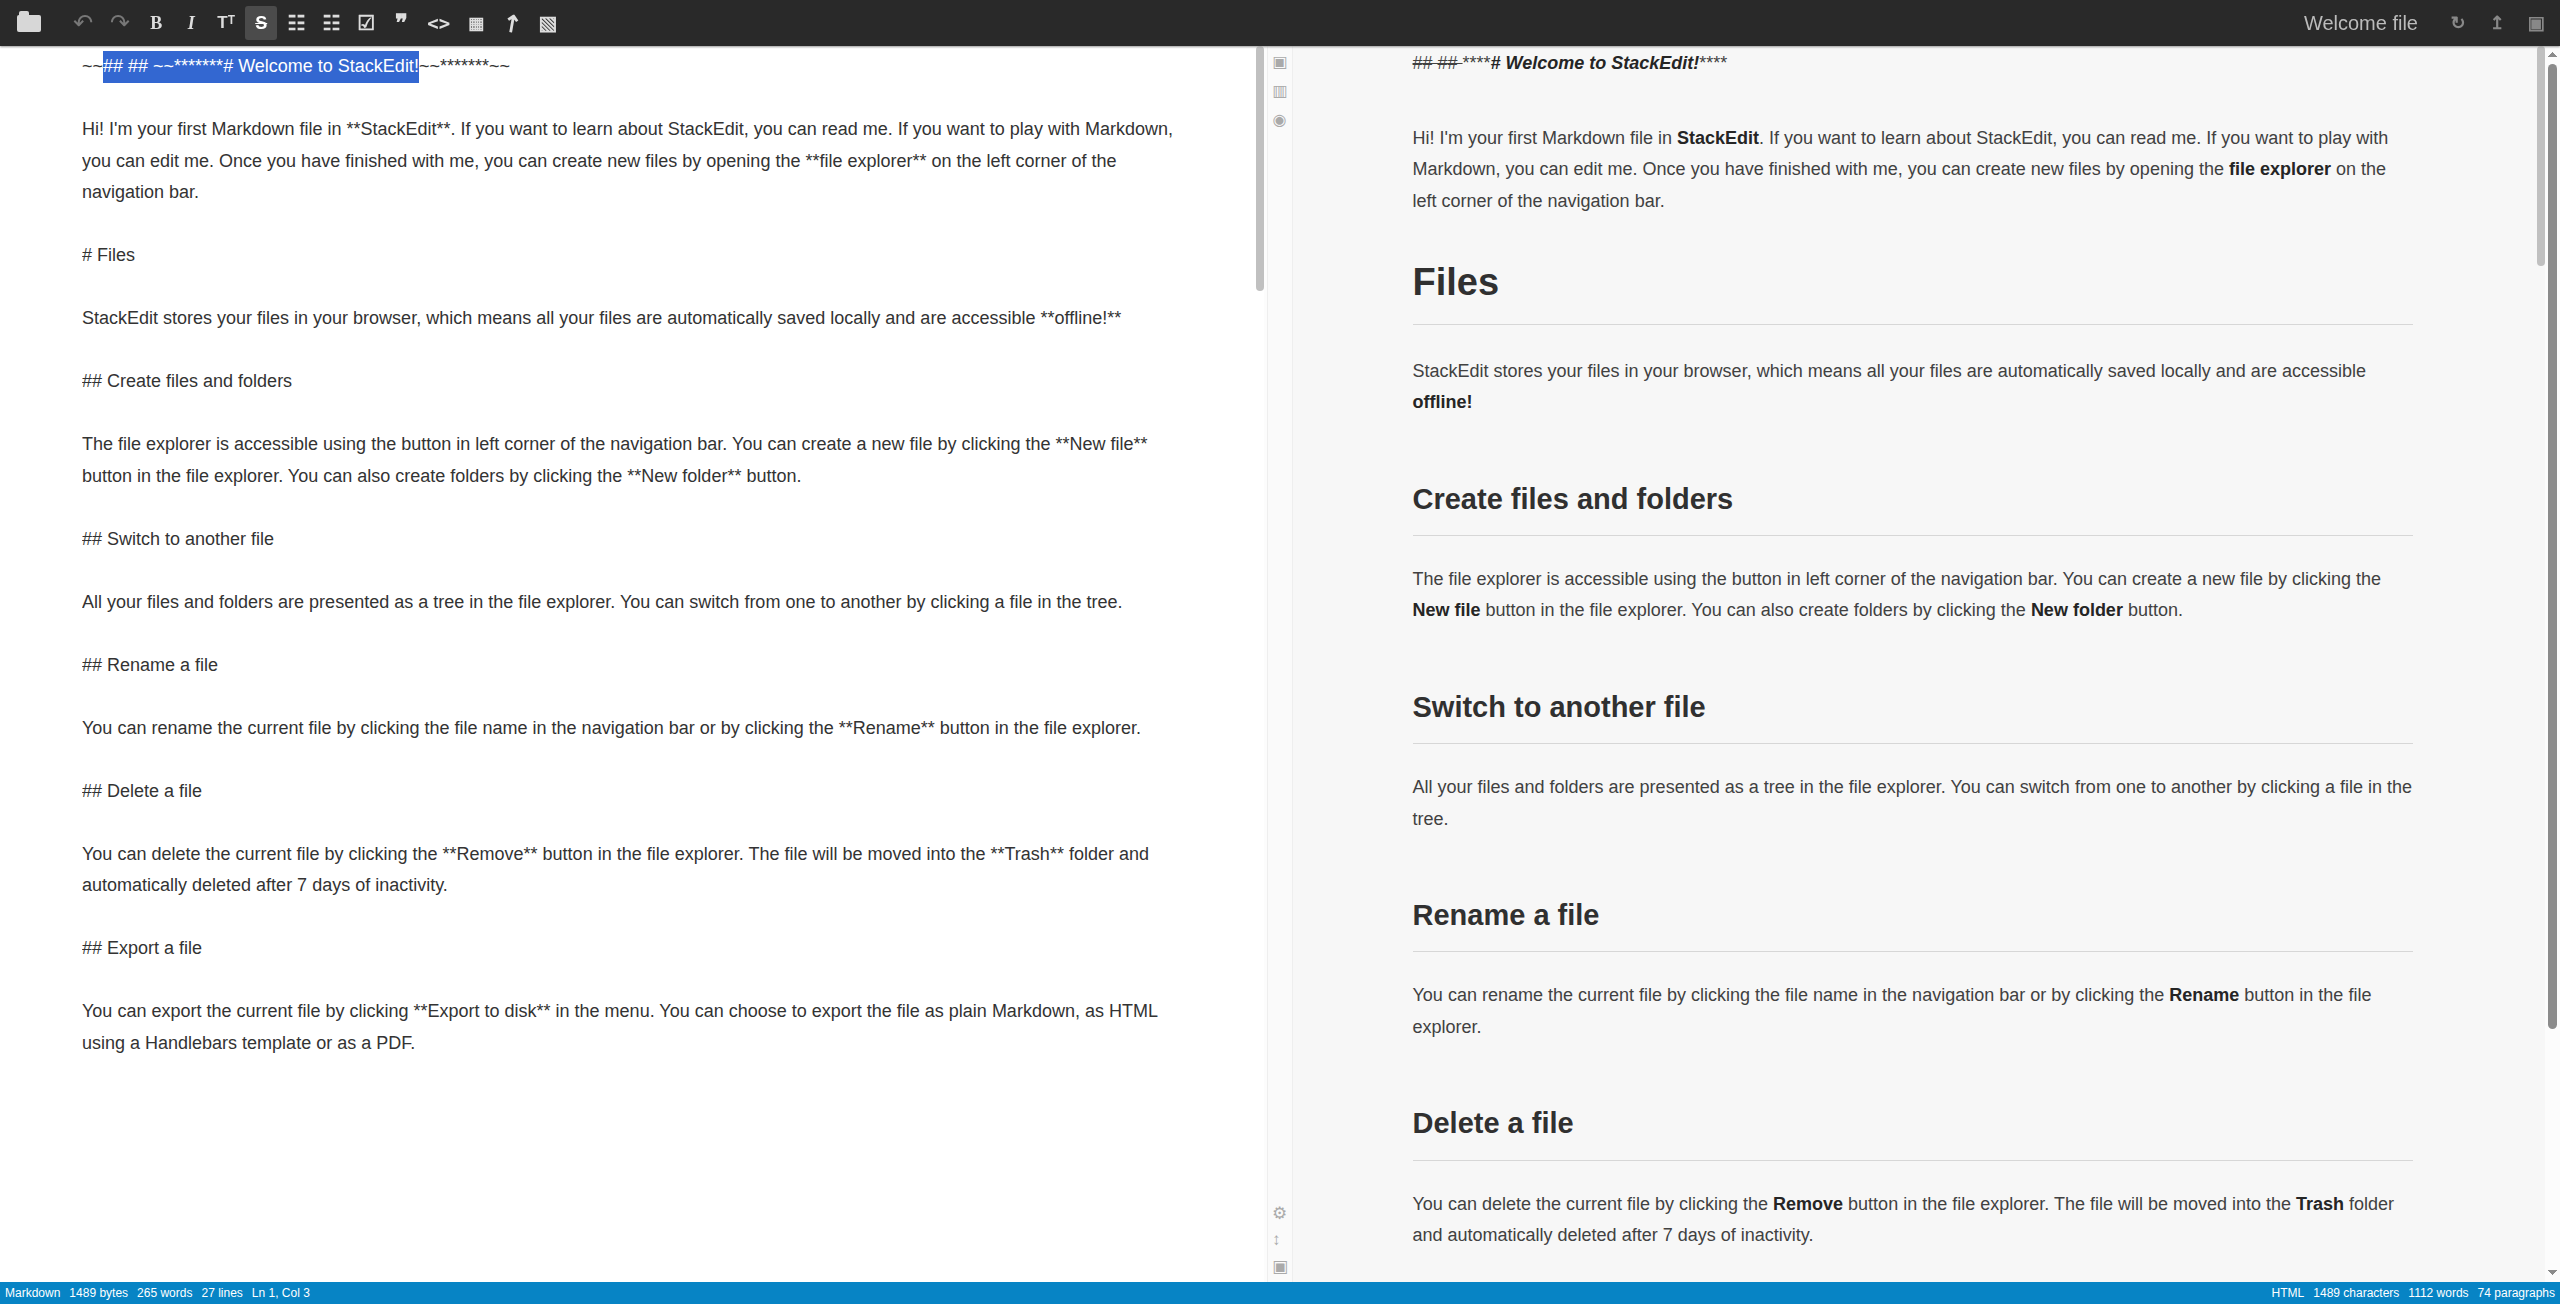 B I TT S <> Welcome file
~~## ## ~~*******# Welcome to StackEdit!~~*******~~
Hi! I'm your first Markdown file in **StackEdit**. If you want to learn about StackEdit, you can read me. If you want to play with Markdown,
you can edit me. Once you have finished with me, you can create new files by opening the **file explorer** on the left corner of the
navigation bar.
# Files
StackEdit stores your files in your browser, which means all your files are automatically saved locally and are accessible **offline!**
## Create files and folders
The file explorer is accessible using the button in left corner of the navigation bar. You can create a new file by clicking the **New file**
button in the file explorer. You can also create folders by clicking the **New folder** button.
## Switch to another file
All your files and folders are presented as a tree in the file explorer. You can switch from one to another by clicking a file in the tree.
## Rename a file
You can rename the current file by clicking the file name in the navigation bar or by clicking the **Rename** button in the file explorer.
## Delete a file
You can delete the current file by clicking the **Remove** button in the file explorer. The file will be moved into the **Trash** folder and
automatically deleted after 7 days of inactivity.
## Export a file
You can export the current file by clicking **Export to disk** in the menu. You can choose to export the file as plain Markdown, as HTML
using a Handlebars template or as a PDF.
## ## ****# Welcome to StackEdit!****
Hi! I'm your first Markdown file in StackEdit. If you want to learn about StackEdit, you can read me. If you want to play with
Markdown, you can edit me. Once you have finished with me, you can create new files by opening the file explorer on the
left corner of the navigation bar.
Files
StackEdit stores your files in your browser, which means all your files are automatically saved locally and are accessible
offline!
Create files and folders
The file explorer is accessible using the button in left corner of the navigation bar. You can create a new file by clicking the
New file button in the file explorer. You can also create folders by clicking the New folder button.
Switch to another file
All your files and folders are presented as a tree in the file explorer. You can switch from one to another by clicking a file in the
tree.
Rename a file
You can rename the current file by clicking the file name in the navigation bar or by clicking the Rename button in the file
explorer.
Delete a file
You can delete the current file by clicking the Remove button in the file explorer. The file will be moved into the Trash folder
and automatically deleted after 7 days of inactivity.
Markdown 1489 bytes 265 words 27 lines Ln 1, Col 3
HTML 1489 characters 1112 words 74 paragraphs